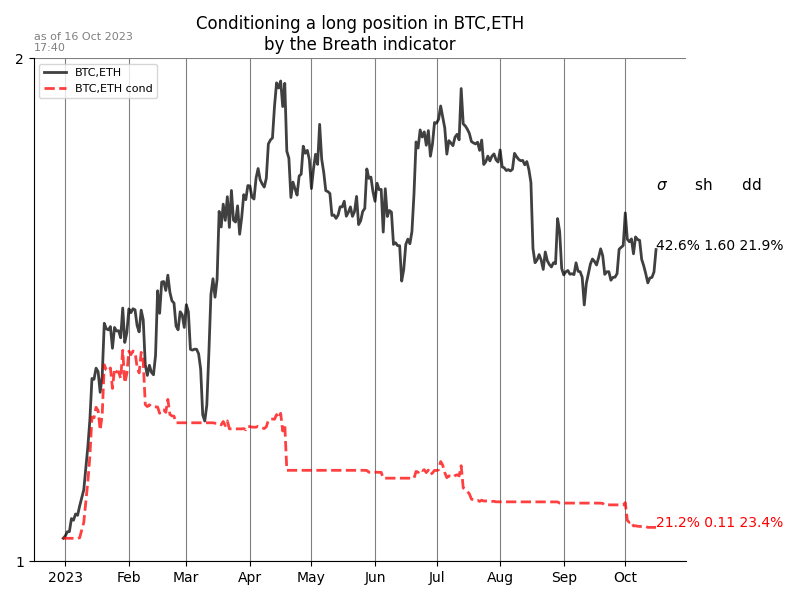 Conditioning a long position in BTC,ETH
by the Breath indicator
as of 16 Oct 2023
17:40
2
BTC,ETH
BTC,ETH cond
σ sh dd
42.6% 1.60 21.9%
21.2% 0.11 23.4%
1
2023 Feb Mar Apr May Jun Jul Aug Sep Oct